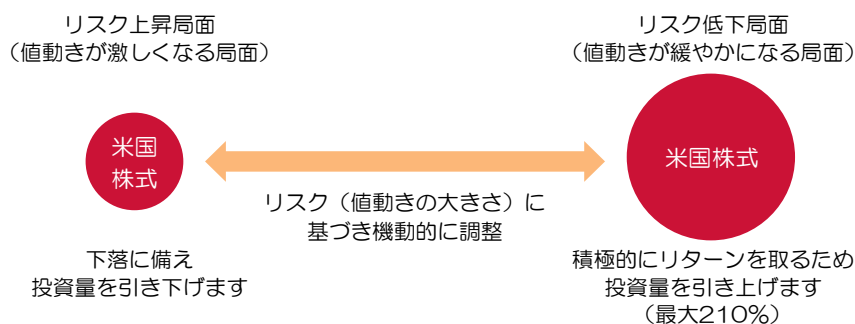 リスク上昇局面
（値動きが激しくなる局面）
リスク低下局面
（値動きが緩やかになる局面）
米国
株式
米国株式
リスク（値動きの大きさ）に
基づき機動的に調整
下落に備え
投資量を引き下げます
積極的にリターンを取るため
投資量を引き上げます
（最大210%）